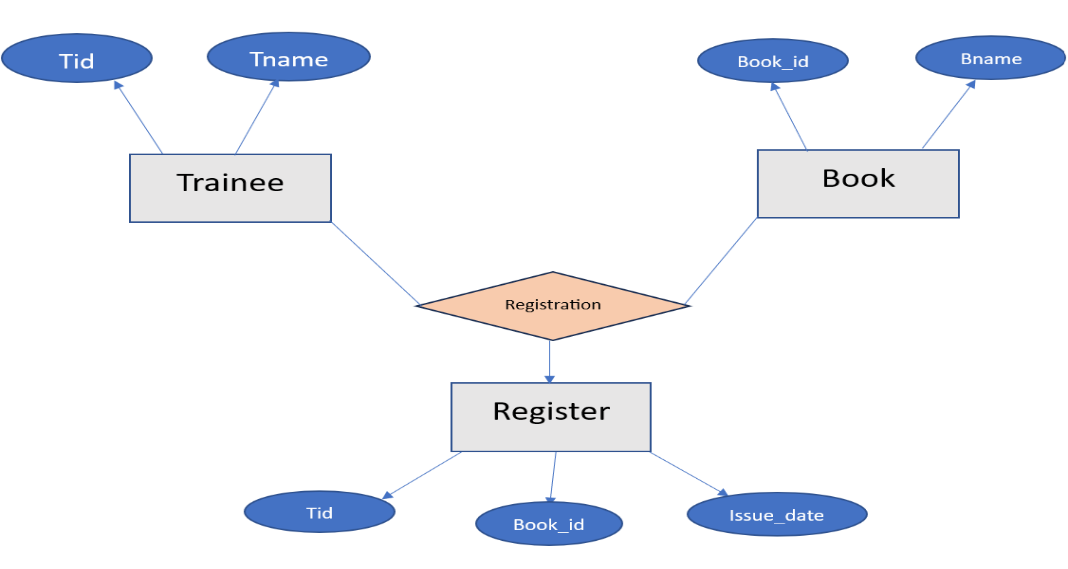 Tid
Tname
Book_id
Bname
Trainee
Book
Registration
Register
Tid
Book_id
Issue_date